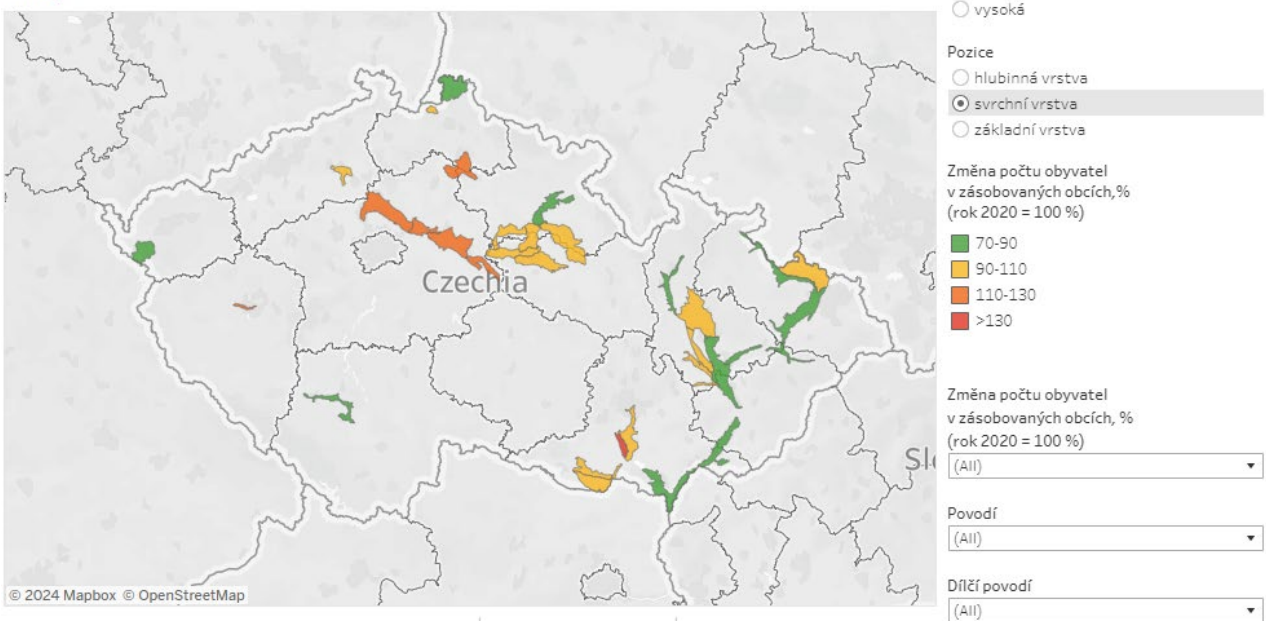 vysoká
Pozice
hlubinná vrstva
svrchní vrstva
základní vrstva
Změna počtu obyvatel
v zásobovaných obcích,%
(rok 2020 = 100 %)
70-90
90-110
110-130
>130
Změna počtu obyvatel
v zásobovaných obcích, %
(rok 2020 = 100 %)
(All)
Povodí
(All)
Dílčí povodí
(All)
Czechia
Sl
© 2024 Mapbox © OpenStreetMap